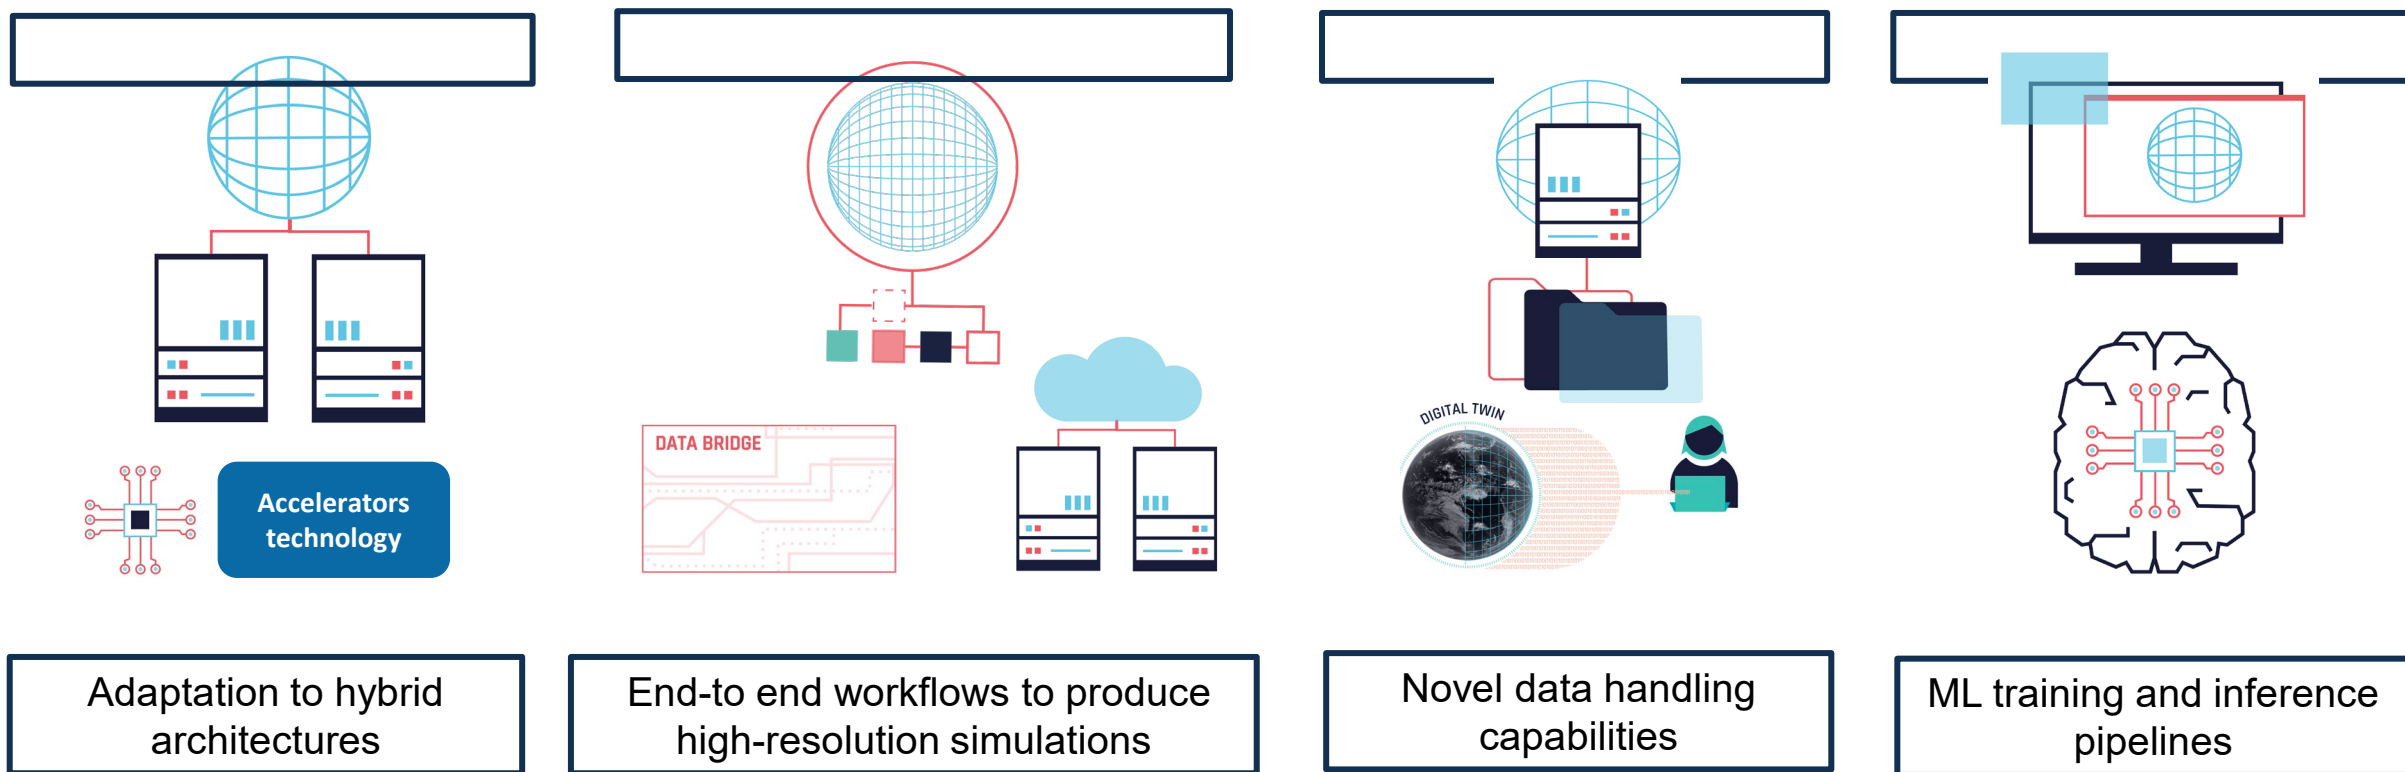 Accelerators
technology
DATA BRIDGE
DIGITAL TWIN
Adaptation to hybrid
architectures
End-to end workflows to produce
high-resolution simulations
Novel data handling
capabilities
ML training and inference
pipelines